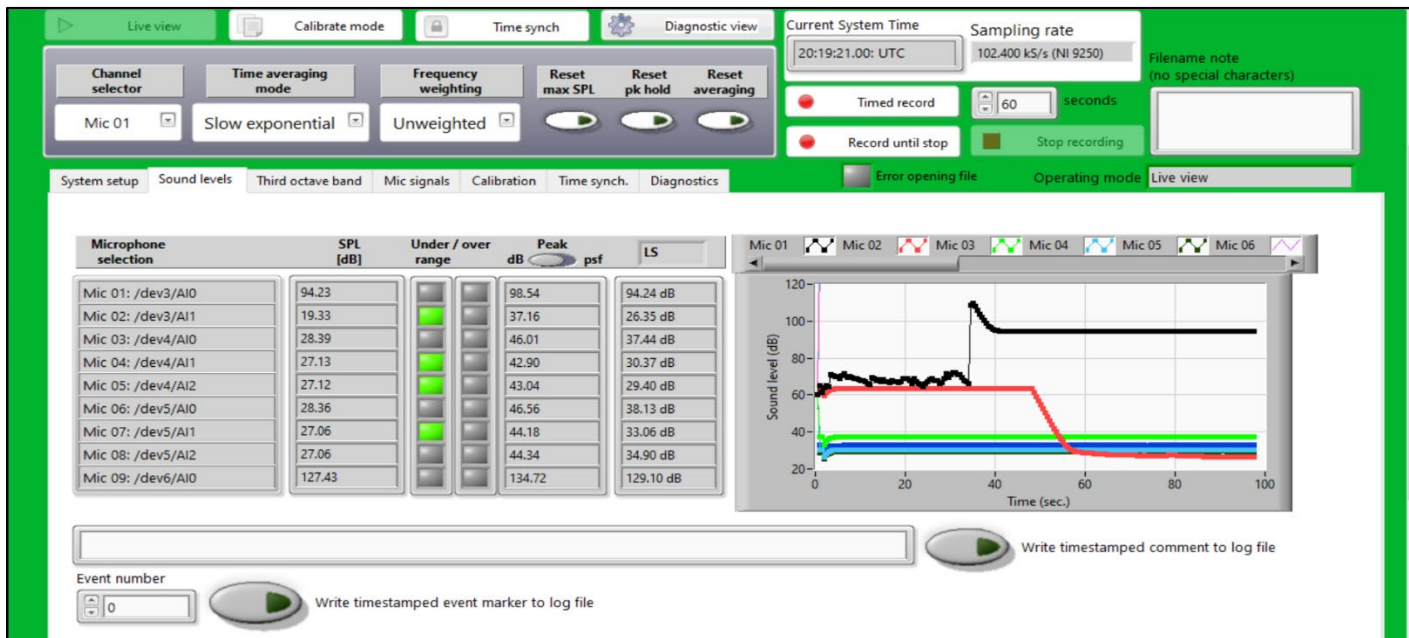 Live view
Calibrate mode
Time synch
Diagnostic view
Current System Time
20:19:21.00: UTC
Sampling rate
102.400 kS/s (NI 9250)
Filename note
(no special characters)
Channel
selector
Time averaging
mode
Frequency
weighting
Reset
max SPL
Reset
pk hold
Reset
averaging
Mic 01
Slow exponential
Unweighted
Timed record
60
seconds
Record until stop
Stop recording
Error opening file
Operating mode
Live view
System setup
Sound levels
Third octave band
Mic signals
Calibration
Time synch.
Diagnostics
Microphone
selection
SPL
[dB]
Under / over
range
Peak
dB psf
LS
Mic 01: /dev3/AI0 94.23 98.54 94.24 dB
Mic 02: /dev3/AI1 19.33 37.16 26.35 dB
Mic 03: /dev4/AI0 28.39 46.01 37.44 dB
Mic 04: /dev4/AI1 27.13 42.90 30.37 dB
Mic 05: /dev4/AI2 27.12 43.04 29.40 dB
Mic 06: /dev5/AI0 28.36 46.56 38.13 dB
Mic 07: /dev5/AI1 27.06 44.18 33.06 dB
Mic 08: /dev5/AI2 27.06 44.34 34.90 dB
Mic 09: /dev6/AI0 127.43 134.72 129.10 dB
Mic 01 Mic 02 Mic 03 Mic 04 Mic 05 Mic 06
Sound level (dB)
120
100
80
60
40
20
0 20 40 60 80 100
Time (sec.)
Write timestamped comment to log file
Event number
0
Write timestamped event marker to log file